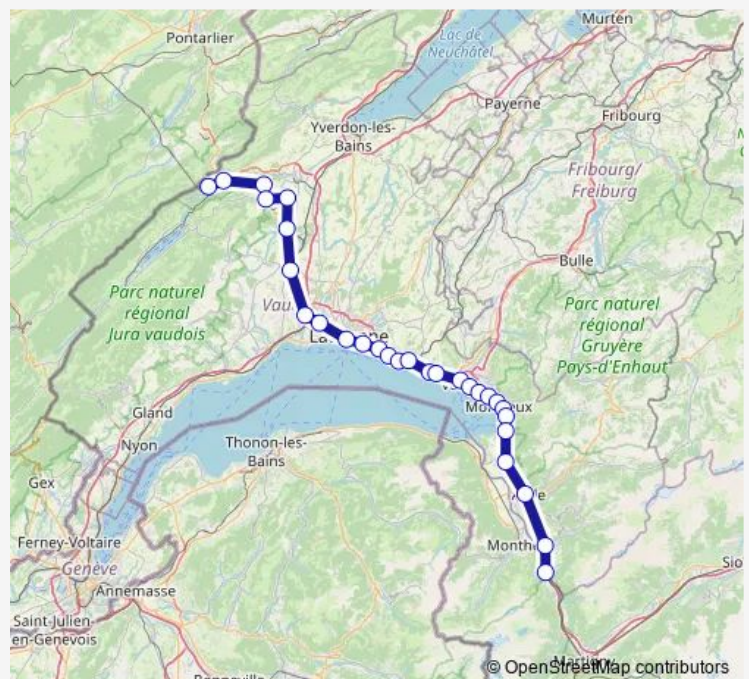 Murten
Pontarlier
Lac de
Neuchâtel
Payerne
Fribourg
Yverdon-les-
Bains
Fribourg/
Freiburg
Bulle
Parc naturel
régional
Jura vaudois
Parc naturel
régional
Gruyère
Pays-d'Enhaut
Gland
Nyon
Thonon-les-
Bains
Gex
Ferney-Voltaire
Genève
Annemasse
Saint-Julien-
en-Genevois
© OpenStreetMap contributors